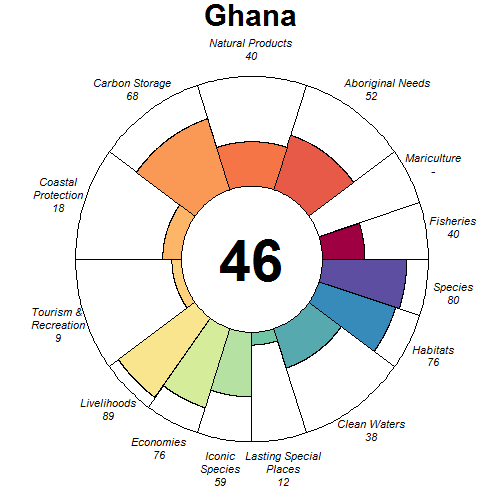 Ghana
Natural Products
40
Carbon Storage
68
Aboriginal Needs
52
Mariculture
-
Coastal
Protection
18
Fisheries
40
46
Species
80
Tourism &
Recreation
9
Habitats
76
Livelihoods
89
Clean Waters
38
Economies
76
Iconic
Species
59
Lasting Special
Places
12